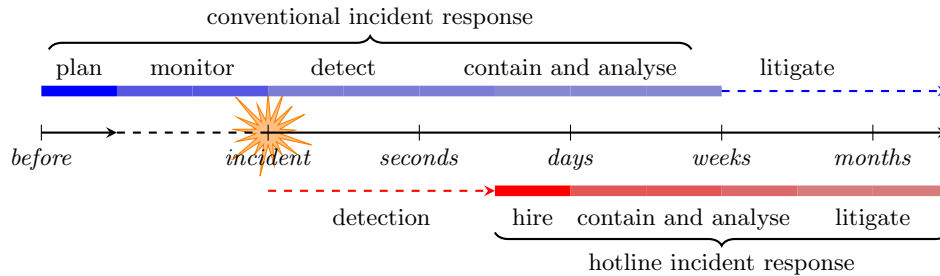 conventional incident response
plan monitor detect contain and analyse litigate
before incident seconds days weeks months
detection hire contain and analyse litigate
hotline incident response